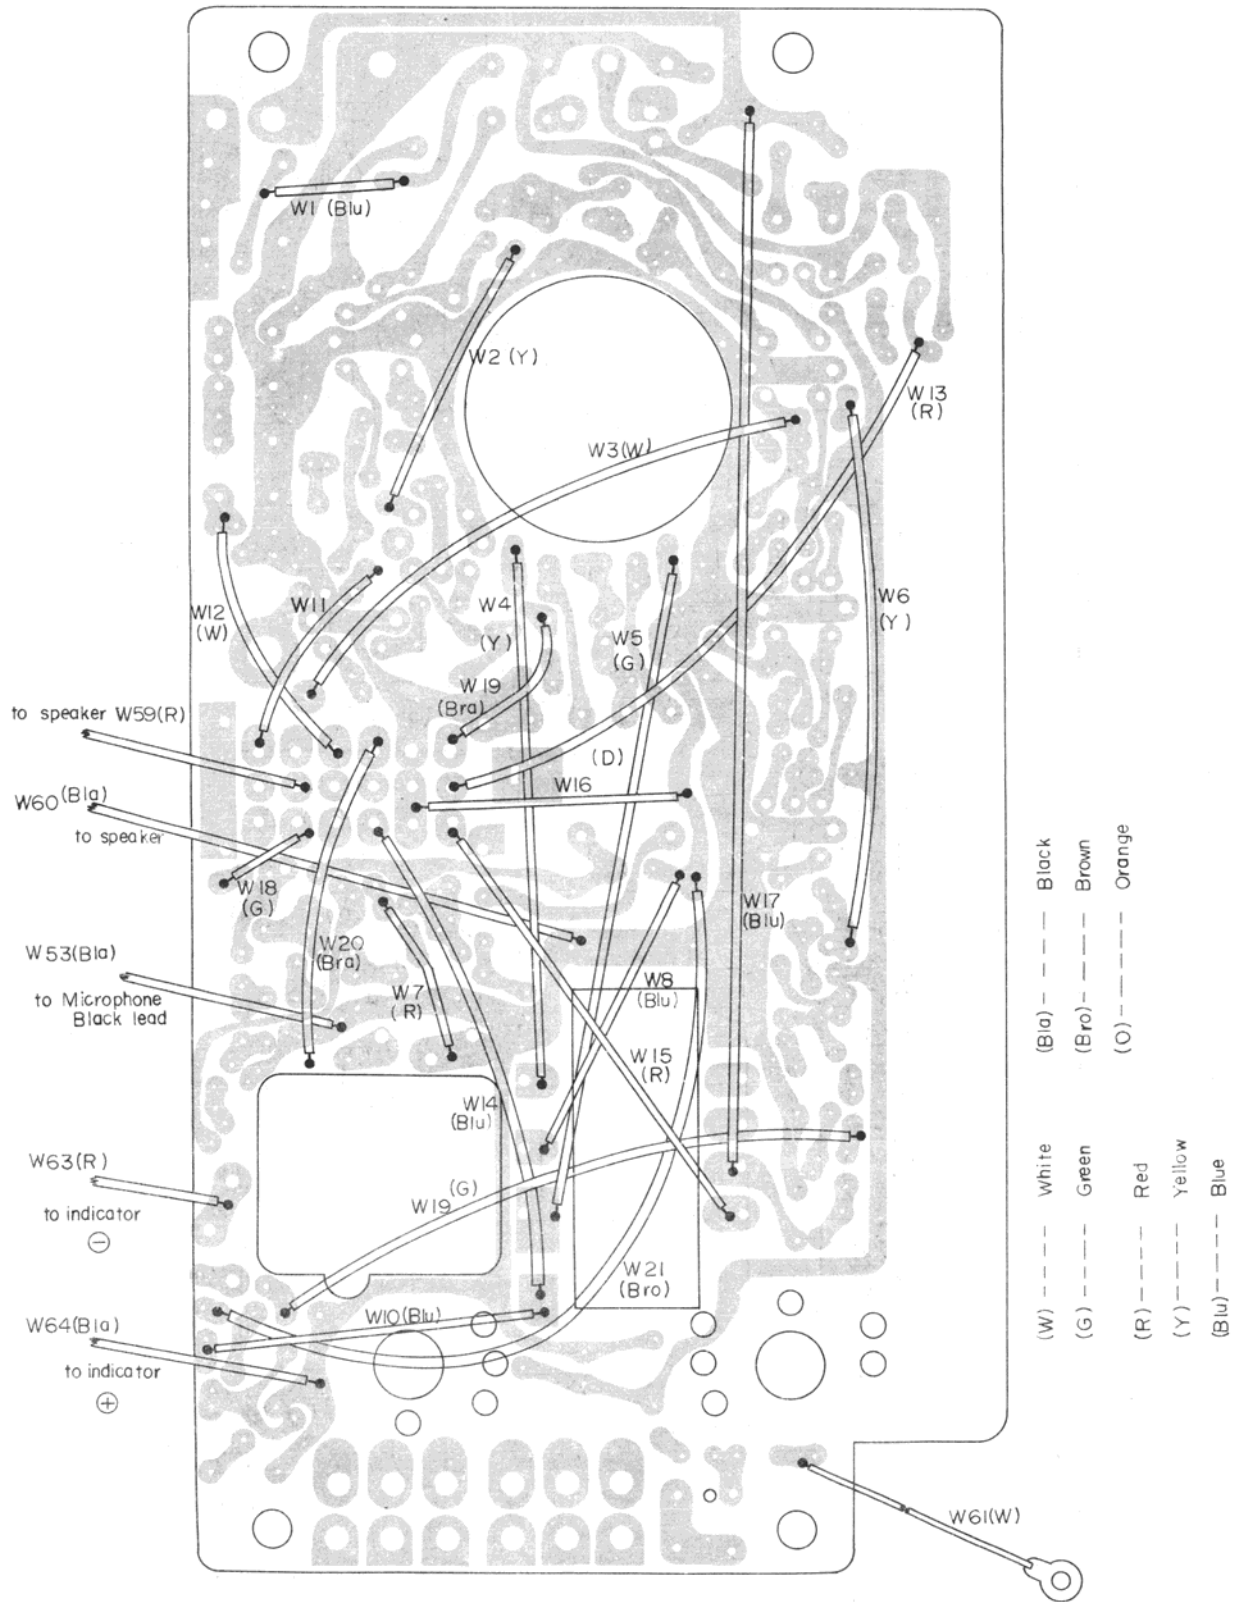 W1 (Blu)
W2 (Y)
W13
(R)
W3(W)
W12
(W)
W11
W4
(Y)
W5
(G)
W6
(Y)
W19
(Bra)
to speaker W59(R)
(D)
W16
W60(Bla)
to speaker
W18
(G)
W17
(Blu)
W20
(Bra)
W53(Bla)
to Microphone
Black lead
W7
(R)
W8
(Blu)
W15
(R)
W14
(Blu)
W63(R)
to indicator
⊖
(G)
W19
W21
(Bro)
W10(Blu)
W64(Bla)
to indicator
⊕
W61(W)
(Bla) - - - - Black
(Bro) - - - - Brown
(O) - - - - Orange
(W) - - - - White
(G) - - - - Green
(R) - - - - Red
(Y) - - - - Yellow
(Blu) - - - - Blue